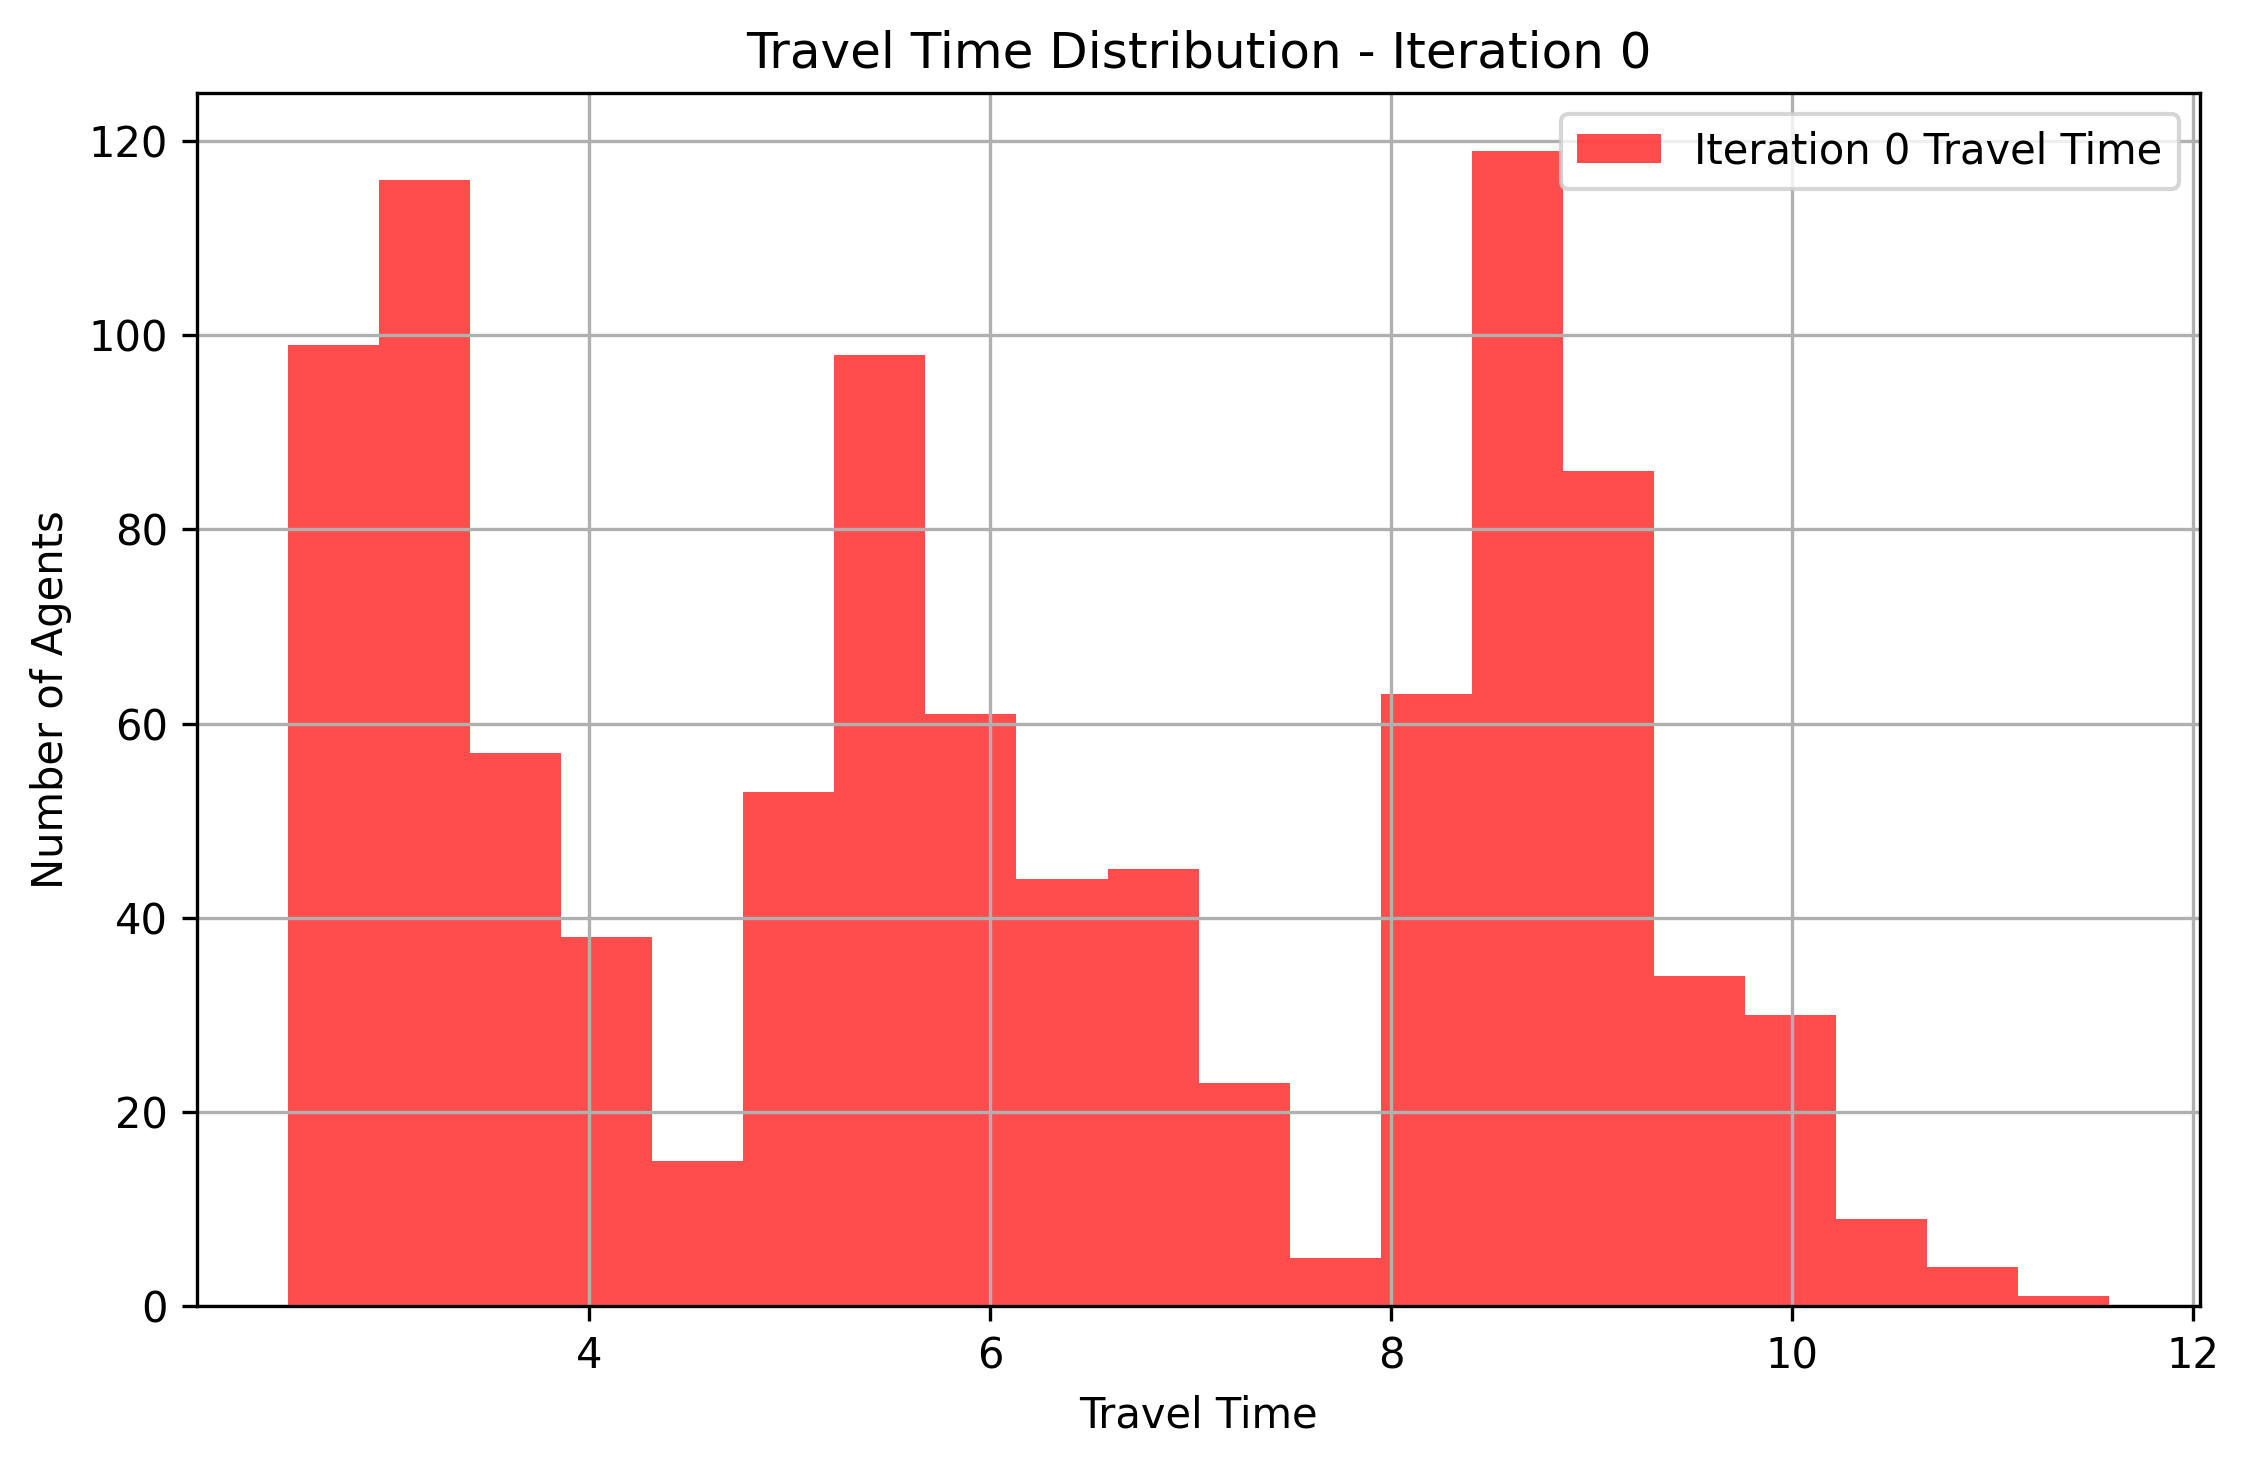 Travel Time Distribution - Iteration 0
Iteration 0 Travel Time
120
100
80
60
40
20
0
Number of Agents
4 6 8 10 12
Travel Time